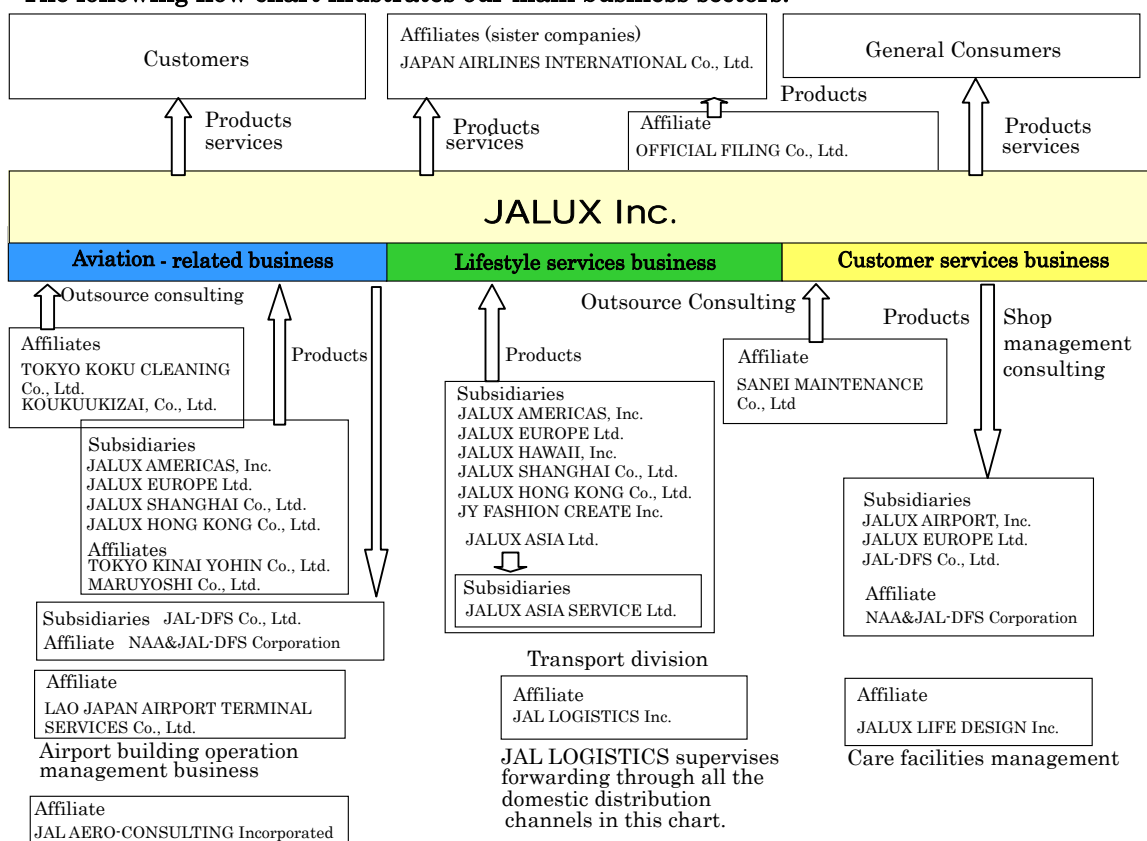 The following flow chart illustrates our main business sectors.
Customers
Affiliates (sister companies)
JAPAN AIRLINES INTERNATIONAL Co., Ltd.
General Consumers
Products
services
Products
services
Products
Affiliate
OFFICIAL FILING Co., Ltd.
Products
services
JALUX Inc.
Aviation - related business
Lifestyle services business
Customer services business
Outsource consulting
Affiliates
TOKYO KOKU CLEANING
Co., Ltd.
KOUKUUKIZAI, Co., Ltd.
Products
Subsidiaries
JALUX AMERICAS, Inc.
JALUX EUROPE Ltd.
JALUX SHANGHAI Co., Ltd.
JALUX HONG KONG Co., Ltd.
Affiliates
TOKYO KINAI YOHIN Co., Ltd.
MARUYOSHI Co., Ltd.
Subsidiaries JAL-DFS Co., Ltd.
Affiliate NAA&JAL-DFS Corporation
Affiliate
LAO JAPAN AIRPORT TERMINAL
SERVICES Co., Ltd.
Airport building operation
management business
Affiliate
JAL AERO-CONSULTING Incorporated
Products
Subsidiaries
JALUX AMERICAS, Inc.
JALUX EUROPE Ltd.
JALUX HAWAII, Inc.
JALUX SHANGHAI Co., Ltd.
JALUX HONG KONG Co., Ltd.
JY FASHION CREATE Inc.
JALUX ASIA Ltd.
Subsidiaries
JALUX ASIA SERVICE Ltd.
Transport division
Affiliate
JAL LOGISTICS Inc.
JAL LOGISTICS supervises
forwarding through all the
domestic distribution
channels in this chart.
Outsource Consulting
Affiliate
SANEI MAINTENANCE
Co., Ltd
Products
Shop
management
consulting
Subsidiaries
JALUX AIRPORT, Inc.
JALUX EUROPE Ltd.
JAL-DFS Co., Ltd.
Affiliate
NAA&JAL-DFS Corporation
Affiliate
JALUX LIFE DESIGN Inc.
Care facilities management